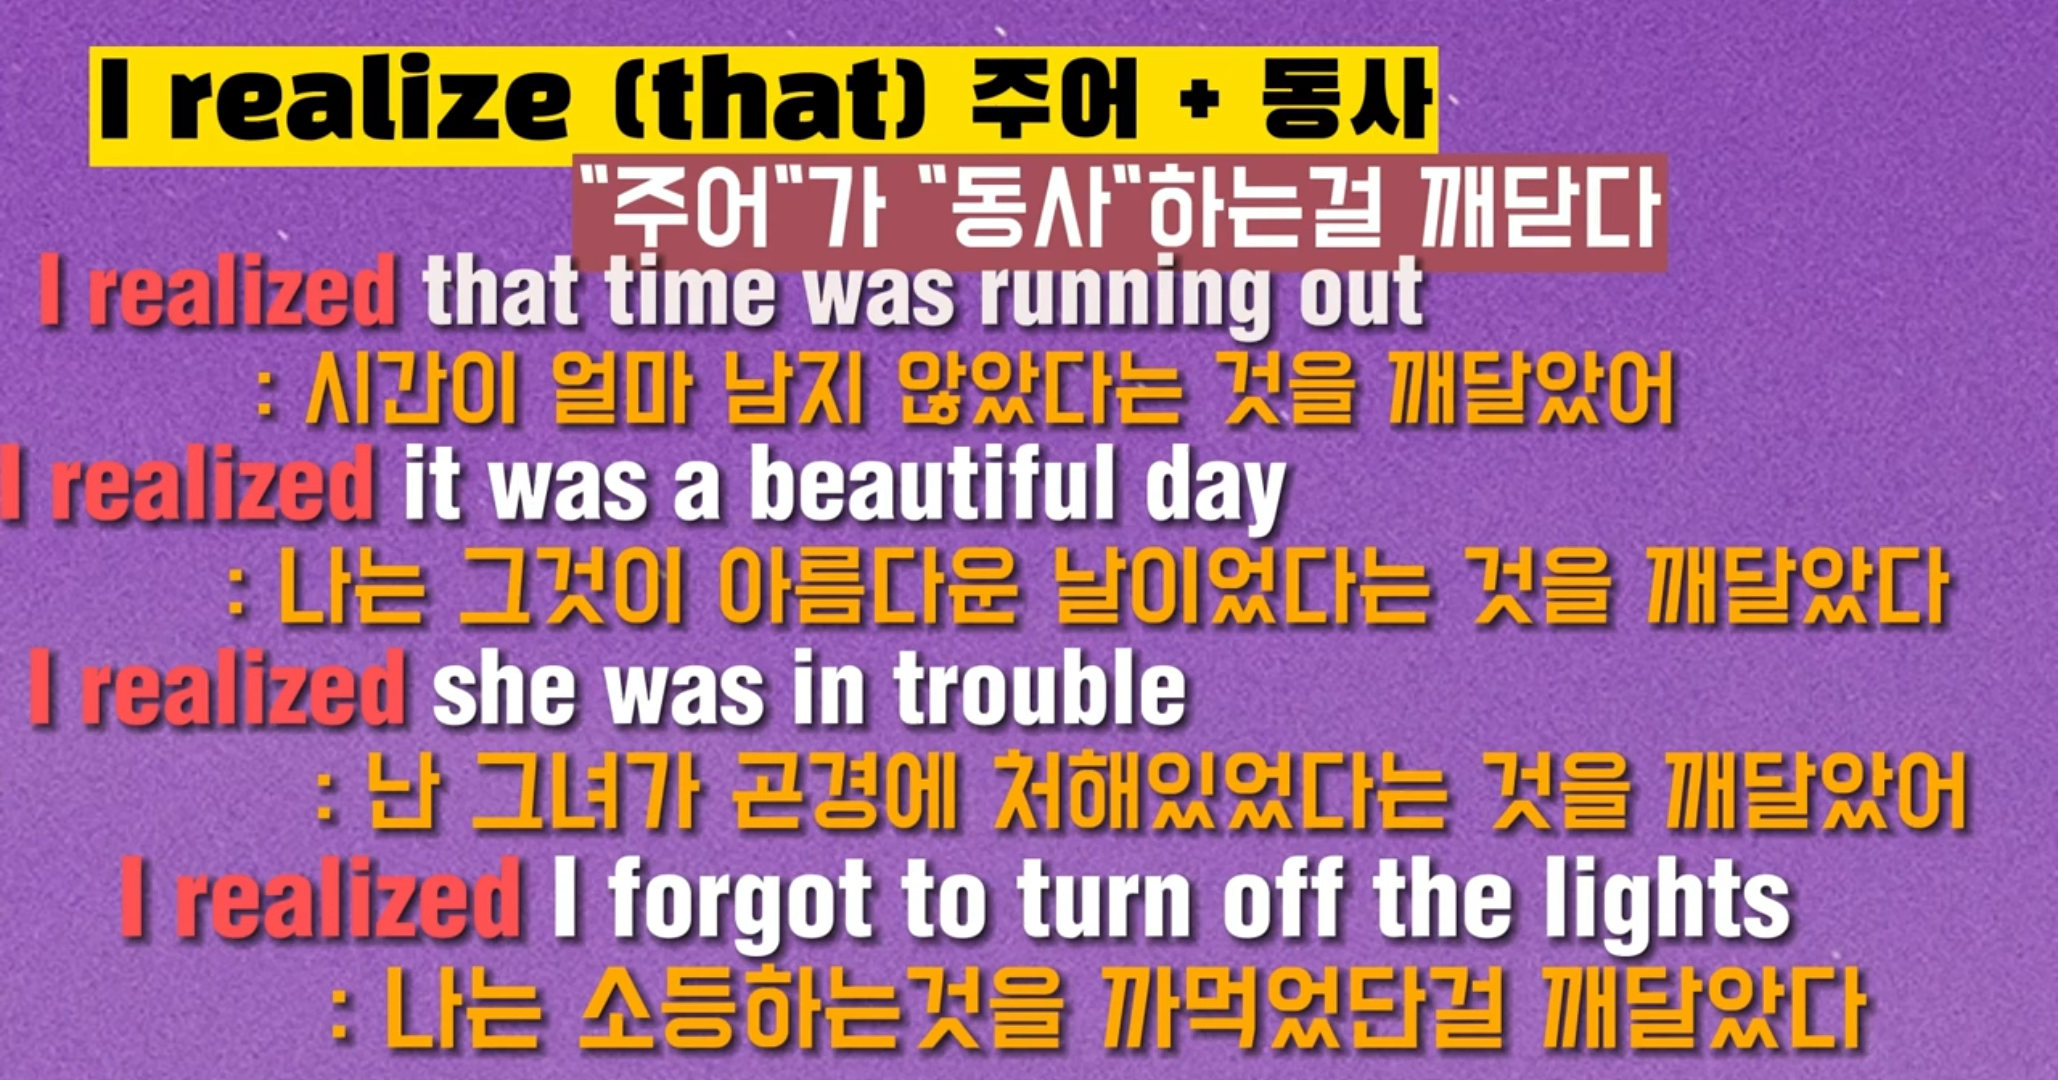 I realize (that) 주어 + 동사
"주어"가 "동사"하는걸 깨닫다
I realized that time was running out
: 시간이 얼마 남지 않았다는 것을 깨달았어
I realized it was a beautiful day
: 나는 그것이 아름다운 날이었다는 것을 깨달았다
I realized she was in trouble
: 난 그녀가 곤경에 처해있었다는 것을 깨달았어
I realized I forgot to turn off the lights
: 나는 소등하는것을 까먹었단걸 깨달았다